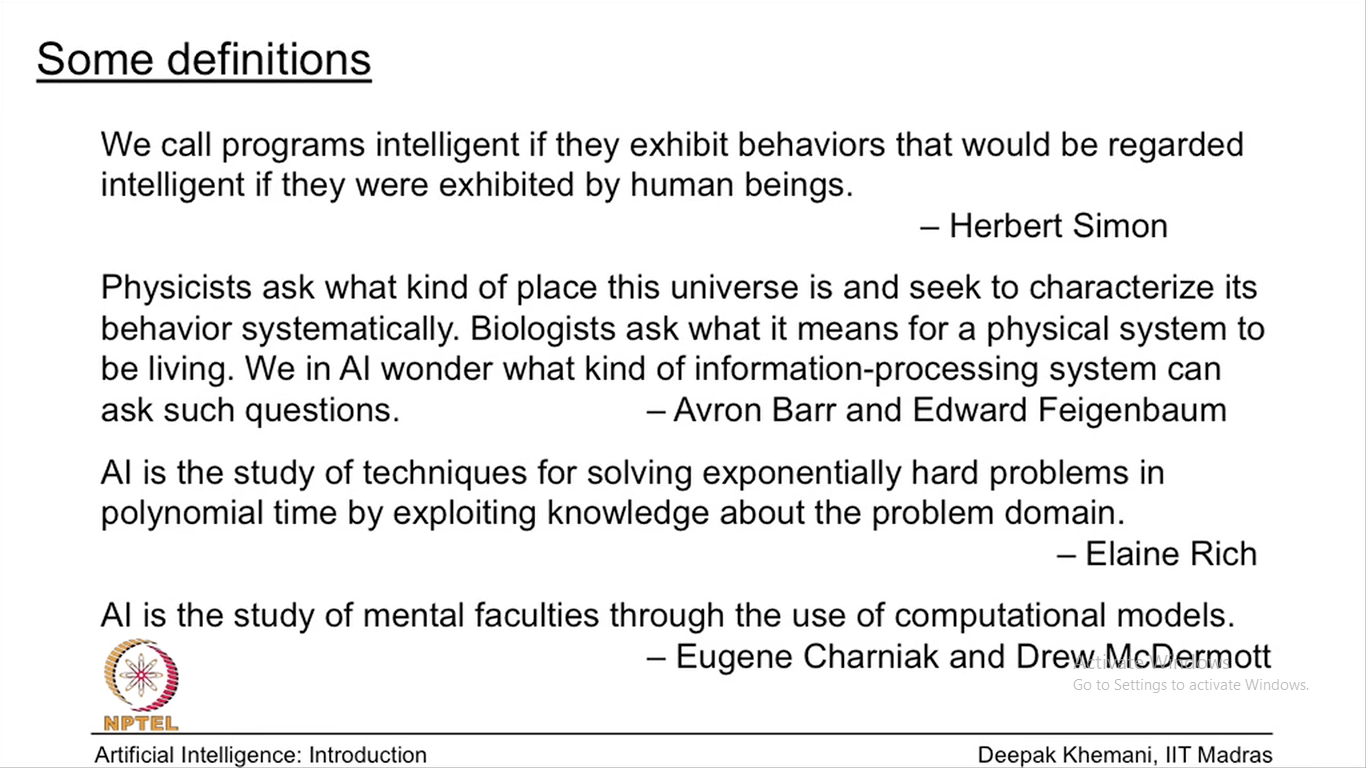 Some definitions
We call programs intelligent if they exhibit behaviors that would be regarded
intelligent if they were exhibited by human beings.
– Herbert Simon
Physicists ask what kind of place this universe is and seek to characterize its
behavior systematically. Biologists ask what it means for a physical system to
be living. We in AI wonder what kind of information-processing system can
ask such questions. – Avron Barr and Edward Feigenbaum
AI is the study of techniques for solving exponentially hard problems in
polynomial time by exploiting knowledge about the problem domain.
– Elaine Rich
AI is the study of mental faculties through the use of computational models.
– Eugene Charniak and Drew McDermott
Activate Windows
Go to Settings to activate Windows.
NPTEL
Artificial Intelligence: Introduction Deepak Khemani, IIT Madras